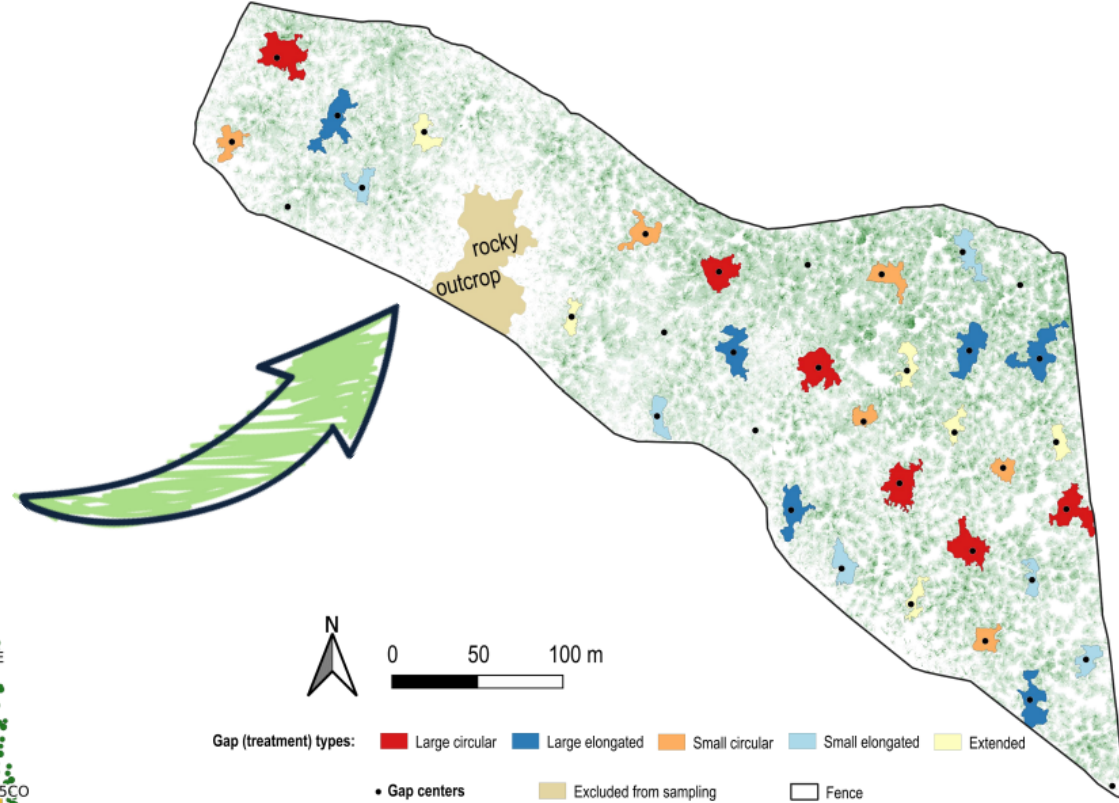 rocky
outcrop
N
0 50 100 m
E
5CO
Gap (treatment) types: Large circular Large elongated Small circular Small elongated Extended
Gap centers Excluded from sampling Fence